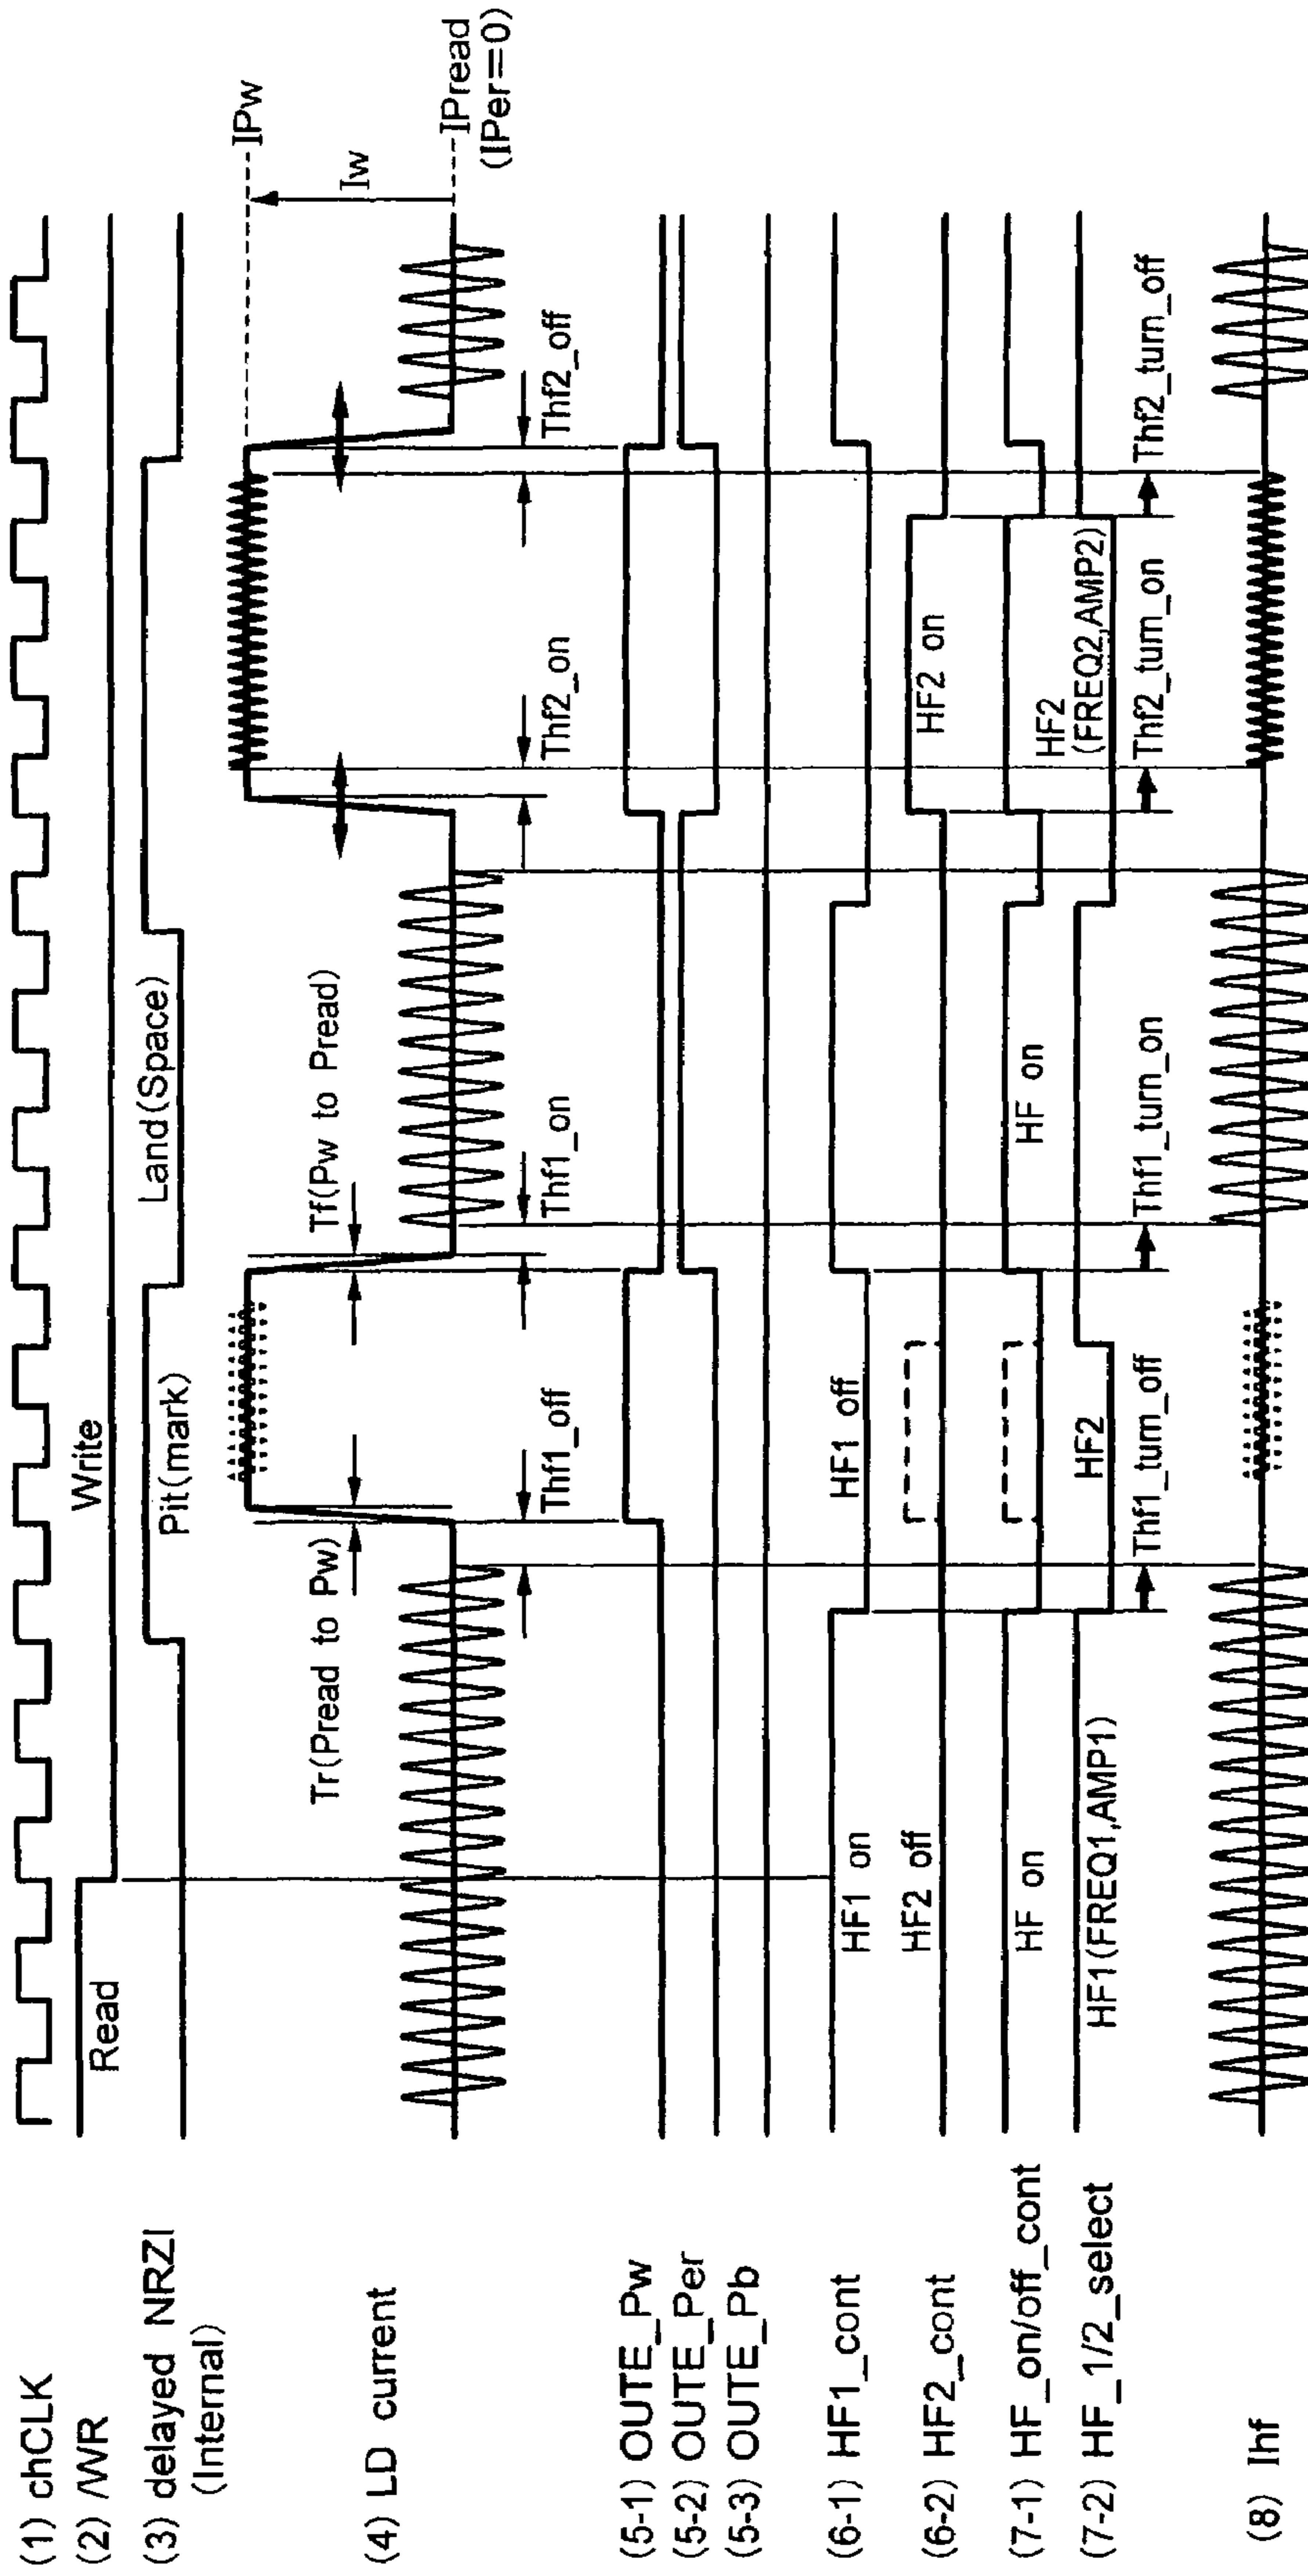 (1) chCLK
(2) /WR
Read
Write
(3) delayed NRZI
(Internal)
Pit(mark)
Land(Space)
(4) LD current
Tr(Pread to Pw)
Tf(Pw to Pread)
IPw
Iw
IPread
(IPer=0)
Thf1_off
Thf1_on
Thf2_on
Thf2_off
(5-1) OUTE_Pw
(5-2) OUTE_Per
(5-3) OUTE_Pb
(6-1) HF1_cont
HF1 on
HF1 off
(6-2) HF2_cont
HF2 off
HF2 on
(7-1) HF_on/off_cont
HF on
HF on
(7-2) HF_1/2_select
HF1(FREQ1,AMP1)
HF2
HF2
(FREQ2,AMP2)
Thf1_turn_off
Thf1_turn_on
Thf2_turn_on
Thf2_turn_off
(8) Ihf